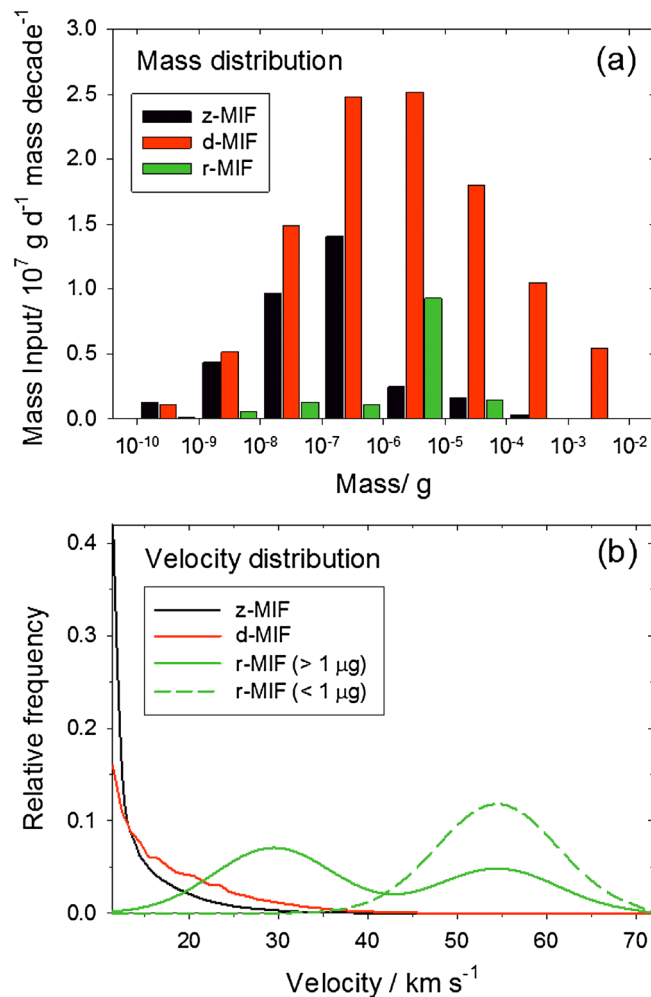 (a)
Mass distribution
z-MIF
d-MIF
r-MIF
Mass Input/ 10⁷ g d⁻¹ mass decade⁻¹
3.0
2.5
2.0
1.5
1.0
0.5
0.0
10⁻¹⁰ 10⁻⁹ 10⁻⁸ 10⁻⁷ 10⁻⁶ 10⁻⁵ 10⁻⁴ 10⁻³ 10⁻²
Mass/ g
(b)
Velocity distribution
z-MIF
d-MIF
r-MIF (> 1 μg)
r-MIF (< 1 μg)
Relative frequency
0.4
0.3
0.2
0.1
0.0
20 30 40 50 60 70
Velocity / km s⁻¹